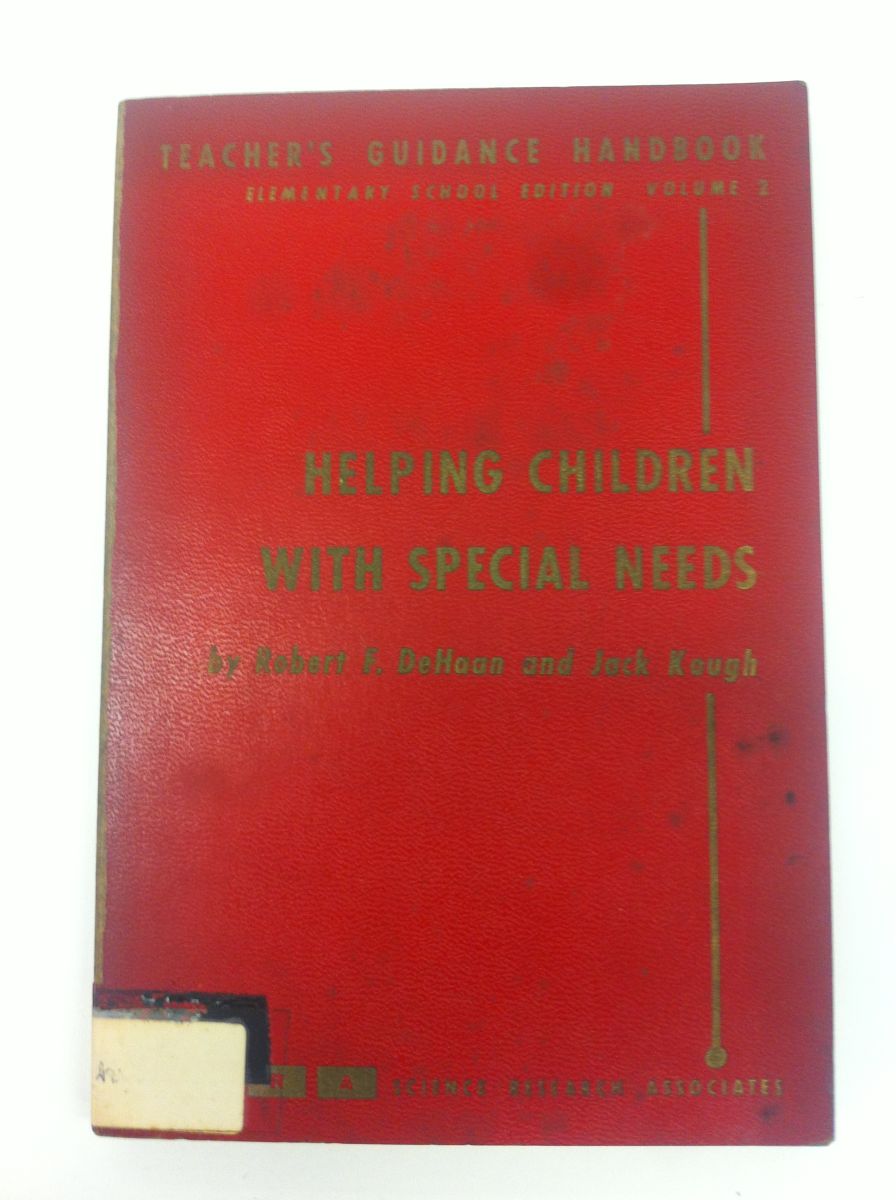 TEACHER'S GUIDANCE HANDBOOK
ELEMENTARY SCHOOL EDITION VOLUME 2
HELPING CHILDREN
WITH SPECIAL NEEDS
by Robert F. DeHaan and Jack Kough
R A SCIENCE RESEARCH ASSOCIATES